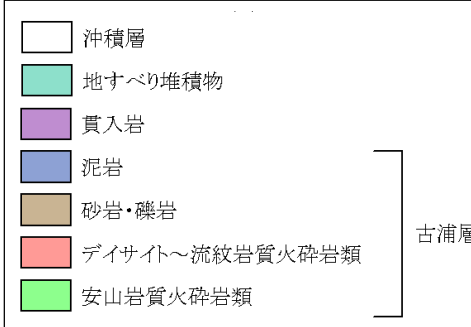 沖積層
地すべり堆積物
貫入岩
泥岩
砂岩・礫岩
デイサイト～流紋岩質火砕岩類
安山岩質火砕岩類
古浦層